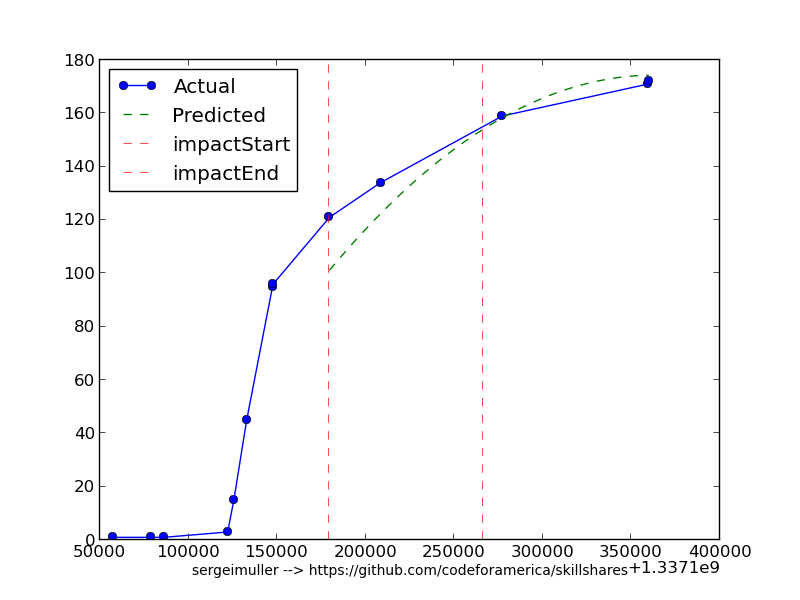 180
160
140
120
100
80
60
40
20
0
Actual
Predicted
impactStart
impactEnd
50000 100000 150000 200000 250000 300000 350000 400000
sergeimuller --> https://github.com/codeforamerica/skillshares
+1.3371e9